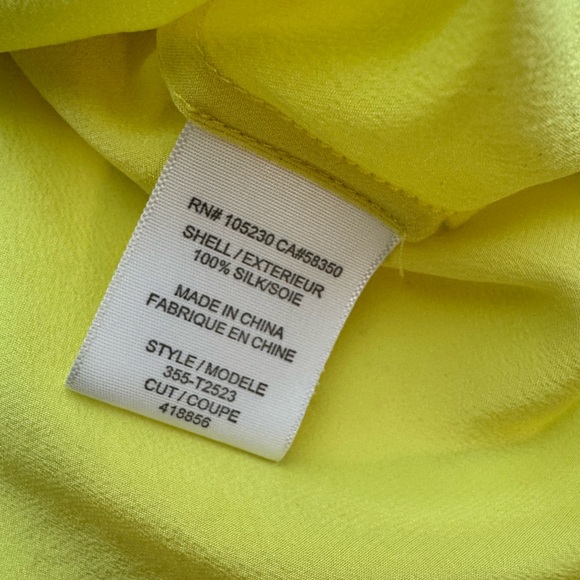 RN# 105230 CA#58350
SHELL / EXTERIEUR
100% SILK/SOIE
MADE IN CHINA
FABRIQUE EN CHINE
STYLE / MODELE
355-T2523
CUT / COUPE
418856